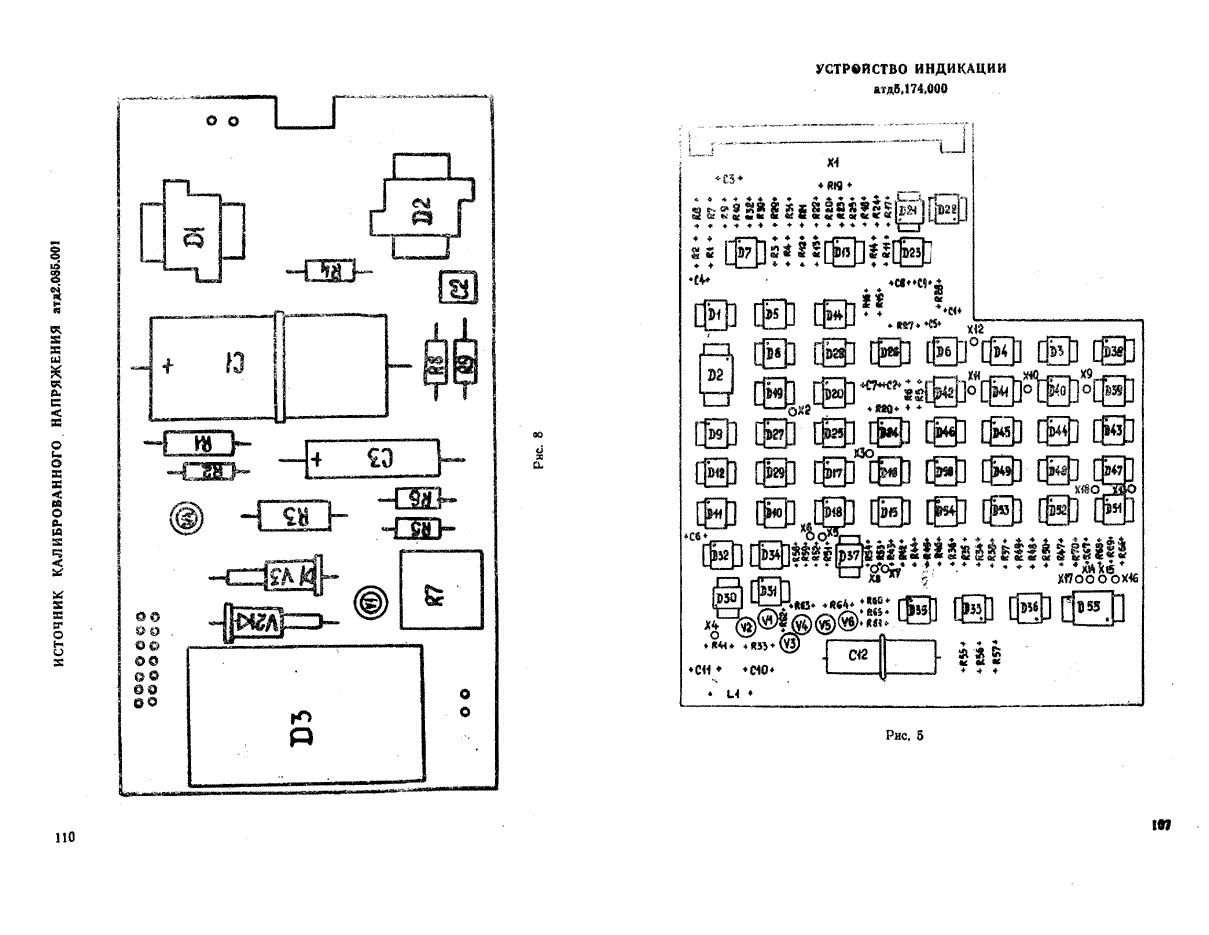 ИСТОЧНИК КАЛИБРОВАННОГО НАПРЯЖЕНИЯ атд2.085.001
D1
D2
R4
C2
C1
R8
R9
R1
R2
C3
R6
R5
R3
V3
R7
V2
D3
Рис. 8
110
УСТРОЙСТВО ИНДИКАЦИИ
атд5,174,000
X1
C3
R19
R8 R7 R9 R10 R32 R30 R29 R31 R21 R22 R20 R23 R25 R18 R24 R17 D21 D22
R2 R1 D7 R3 R4 R12 R13 D13 R14 R11 D23
C4 C8 C9 R28
R16 R15
D1 D5 D14 C1
R27 C5 X12
D2 D8 D28 D26 D6 D4 D3 D38
D19 X2 D20 C7 C2 R6 R5 D42 X11 D41 X10 D40 X9 D39
D9 D27 D25 D24 D46 D45 D44 D43
X3
D12 D29 D17 D16 D50 D49 D48 D47
X18
D11 D10 D18 D15 D54 D53 D52 D51
C6 X6 X5
D32 D34 D37
X8 X7 X17 X14 X13 X16
D30 D31 R63 R64 R60 R65 D35 D33 D36 D55
X4 V2 V1 V4 V5 V6
V3
R41 R33 C12 R55 R56 R57
C11 C10
L1
Рис. 5
107